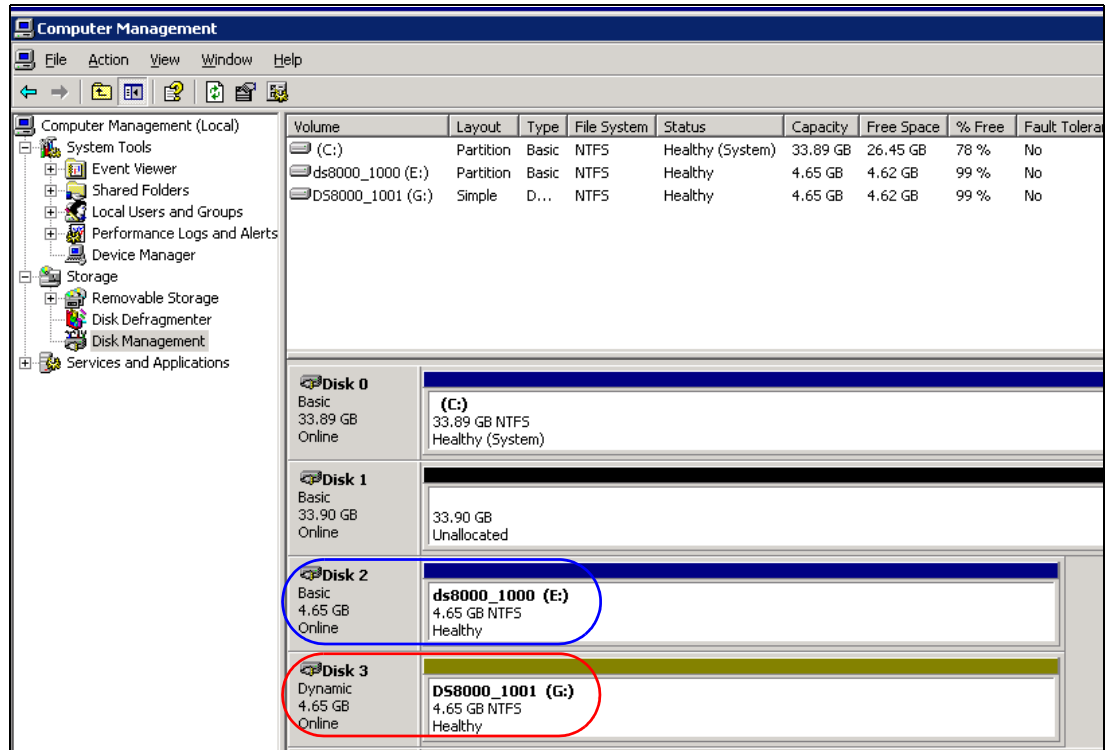 Computer Management
File Action View Window Help
Computer Management (Local)
System Tools
Event Viewer
Shared Folders
Local Users and Groups
Performance Logs and Alerts
Device Manager
Storage
Removable Storage
Disk Defragmenter
Disk Management
Services and Applications
Volume Layout Type File System Status Capacity Free Space % Free Fault Tolera
(C:) Partition Basic NTFS Healthy (System) 33.89 GB 26.45 GB 78 % No
ds8000_1000 (E:) Partition Basic NTFS Healthy 4.65 GB 4.62 GB 99 % No
DS8000_1001 (G:) Simple D... NTFS Healthy 4.65 GB 4.62 GB 99 % No
Disk 0
Basic
33.89 GB
Online
(C:)
33.89 GB NTFS
Healthy (System)
Disk 1
Basic
33.90 GB
Online
33.90 GB
Unallocated
Disk 2
Basic
4.65 GB
Online
ds8000_1000 (E:)
4.65 GB NTFS
Healthy
Disk 3
Dynamic
4.65 GB
Online
DS8000_1001 (G:)
4.65 GB NTFS
Healthy